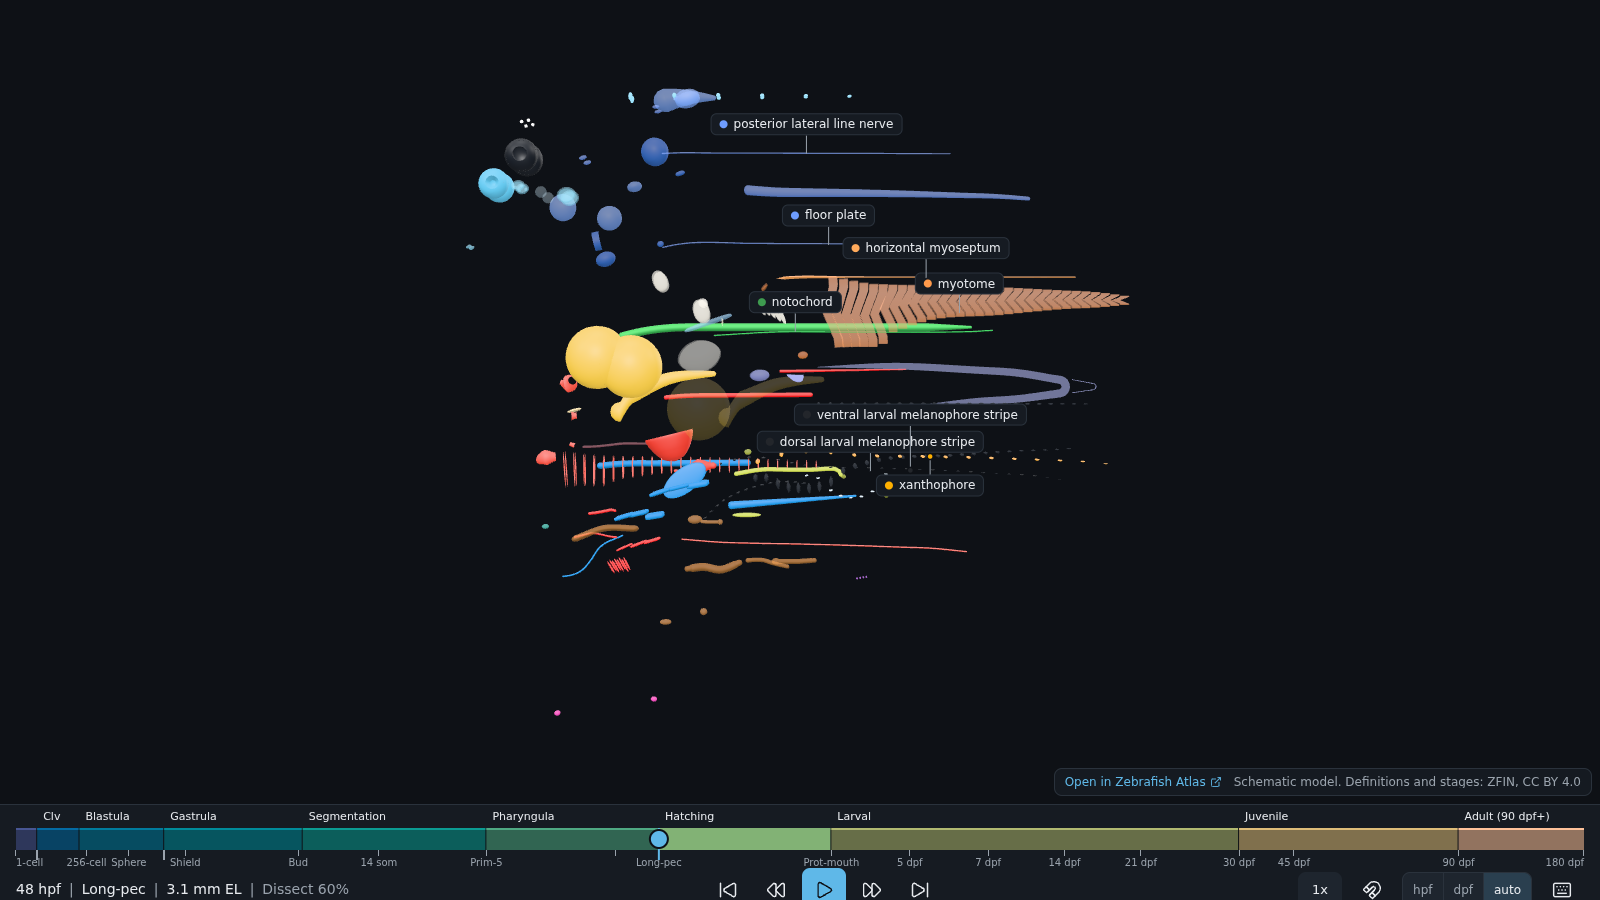 posterior lateral line nerve
floor plate
horizontal myoseptum
myotome
notochord
ventral larval melanophore stripe
dorsal larval melanophore stripe
xanthophore
Open in Zebrafish Atlas Schematic model. Definitions and stages: ZFIN, CC BY 4.0
Clv Blastula Gastrula Segmentation Pharyngula Hatching Larval Juvenile Adult (90 dpf+)
1-cell 256-cell Sphere Shield Bud 14 som Prim-5 Long-pec Prot-mouth 5 dpf 7 dpf 14 dpf 21 dpf 30 dpf 45 dpf 90 dpf 180 dpf
48 hpf | Long-pec | 3.1 mm EL | Dissect 60% 1x hpf dpf auto